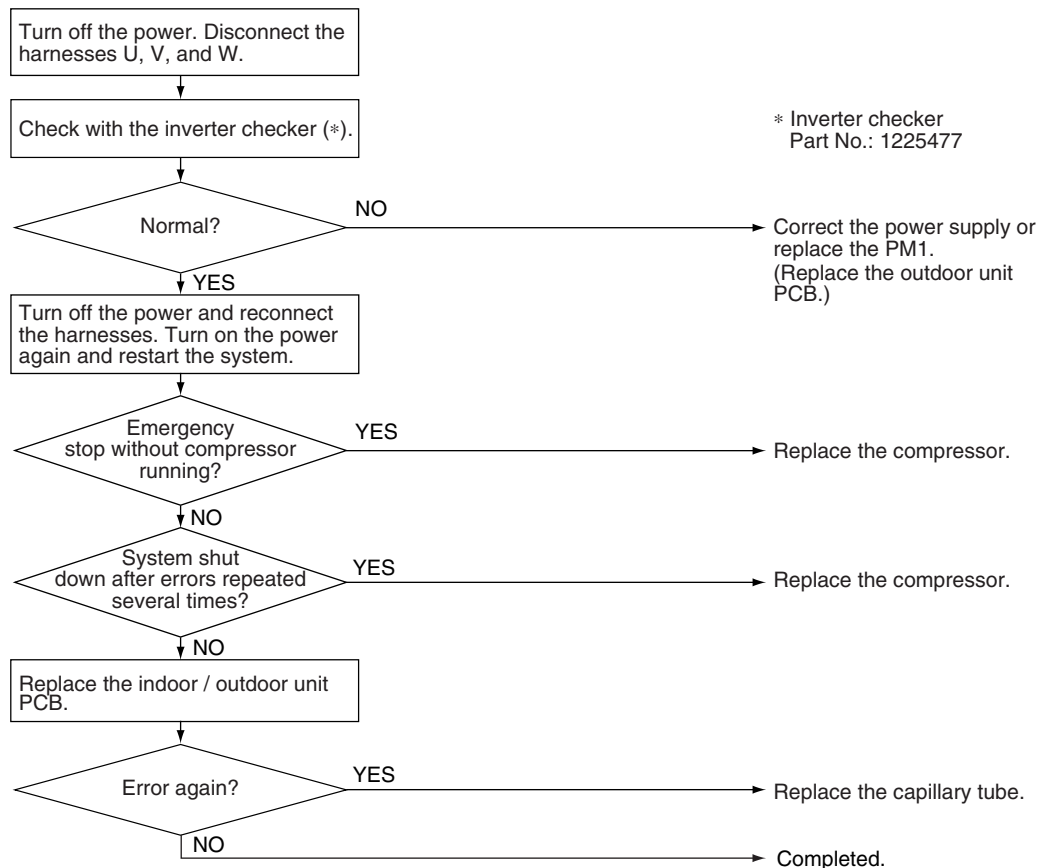 Turn off the power. Disconnect the
harnesses U, V, and W.
Check with the inverter checker (*).
* Inverter checker
Part No.: 1225477
Normal?
NO
Correct the power supply or
replace the PM1.
(Replace the outdoor unit
PCB.)
YES
Turn off the power and reconnect
the harnesses. Turn on the power
again and restart the system.
Emergency
stop without compressor
running?
YES
Replace the compressor.
NO
System shut
down after errors repeated
several times?
YES
Replace the compressor.
NO
Replace the indoor / outdoor unit
PCB.
Error again?
YES
Replace the capillary tube.
NO
Completed.